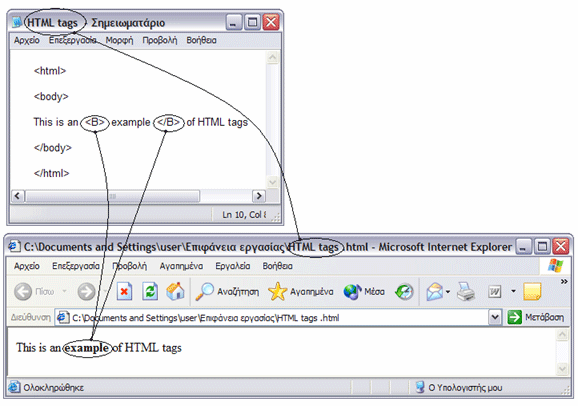 HTML tags - Σημειωματάριο
Αρχείο Επεξεργασία Μορφή Προβολή Βοήθεια
<html>
<body>
This is an <B> example </B> of HTML tags
</body>
</html>
Ln 10, Col
C:\Documents and Settings\user\Επιφάνεια εργασίας\HTML tags .html - Microsoft Internet Explorer
Αρχείο Επεξεργασία Προβολή Αγαπημένα Εργαλεία Βοήθεια
Πίσω Αναζήτηση Αγαπημένα Μέσα
Διεύθυνση C:\Documents and Settings\user\Επιφάνεια εργασίας\HTML tags .html Μετάβαση
This is an example of HTML tags
Ολοκληρώθηκε Ο Υπολογιστής μου